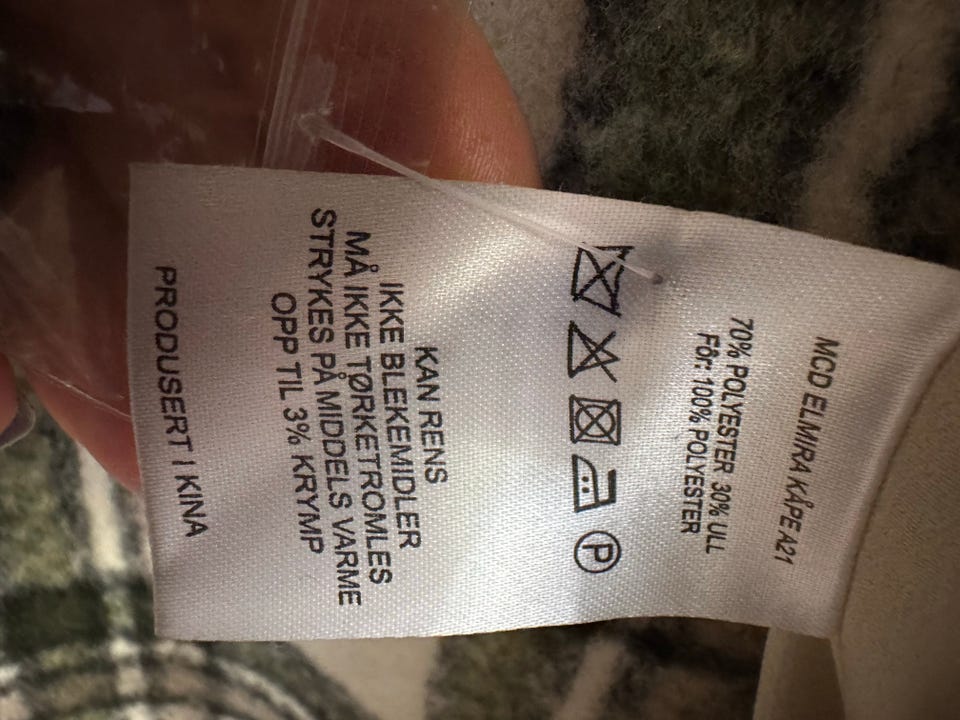 MCD ELMIRA KÅPE A21
70% POLYESTER 30% ULL
Fôr: 100% POLYESTER
P
KAN RENS
IKKE BLEKEMIDLER
MÅ IKKE TØRKETROMLES
STRYKES PÅ MIDDELS VARME
OPP TIL 3% KRYMP
PRODUSERT I KINA